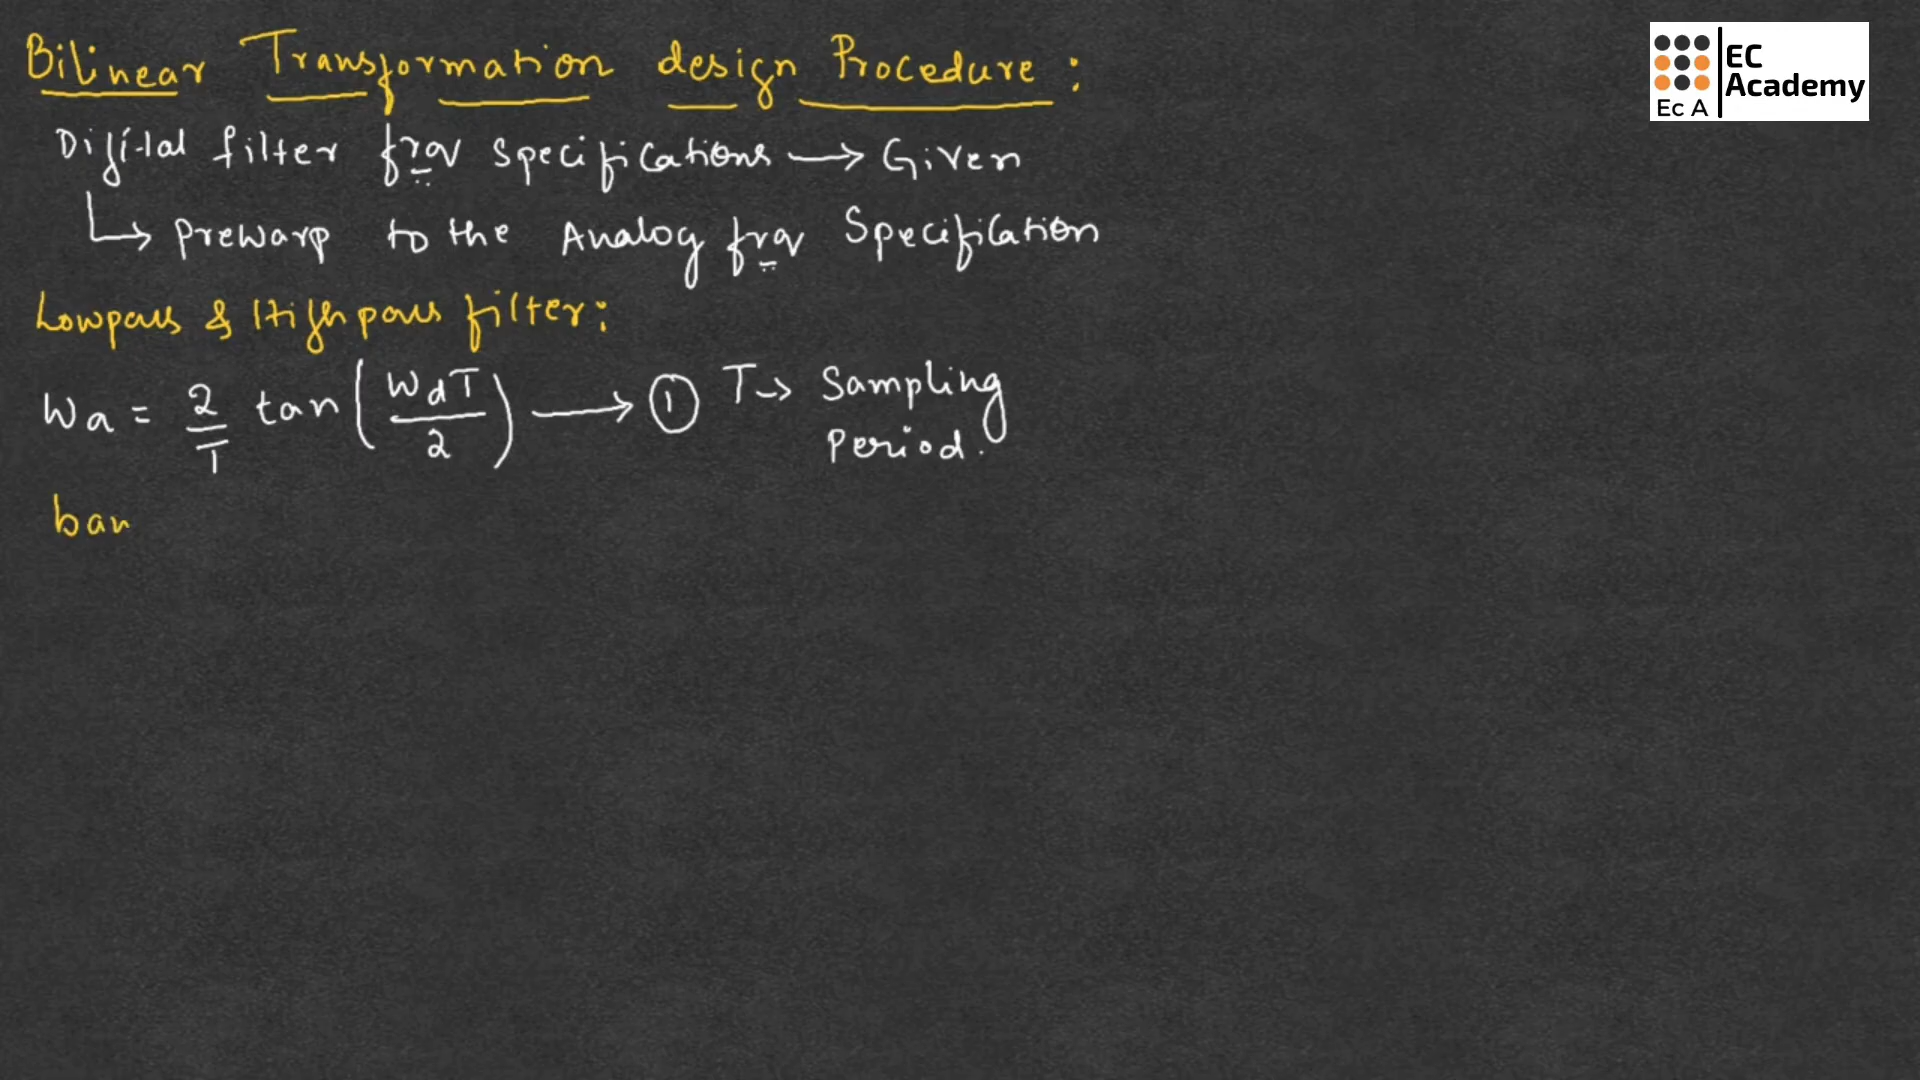 Bilinear Transformation design Procedure :
Digital filter frq specifications → Given
↳ Prewarp to the Analog frq Specification
Lowpass & Highpass filter :
Wa = 2/T tan (WdT/2) → ① T → Sampling
Period.
ban
EC
Academy
Ec A